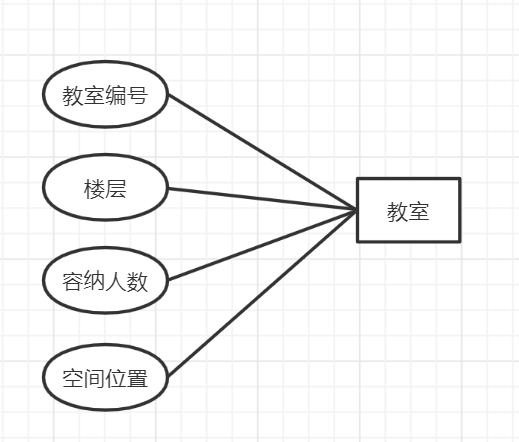 教室编号
楼层
教室
容纳人数
空间位置